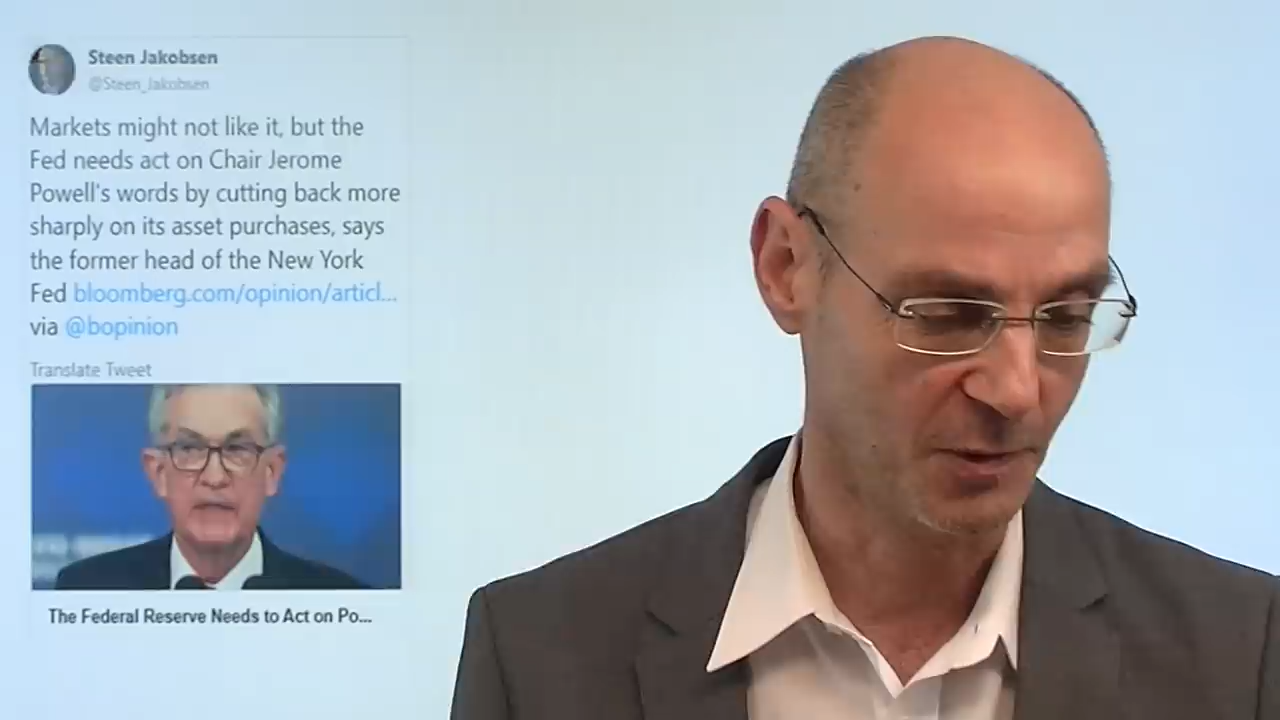 Steen Jakobsen
@Steen_Jakobsen
Markets might not like it, but the
Fed needs act on Chair Jerome
Powell's words by cutting back more
sharply on its asset purchases, says
the former head of the New York
Fed bloomberg.com/opinion/articl...
via @bopinion
Translate Tweet
The Federal Reserve Needs to Act on Po...